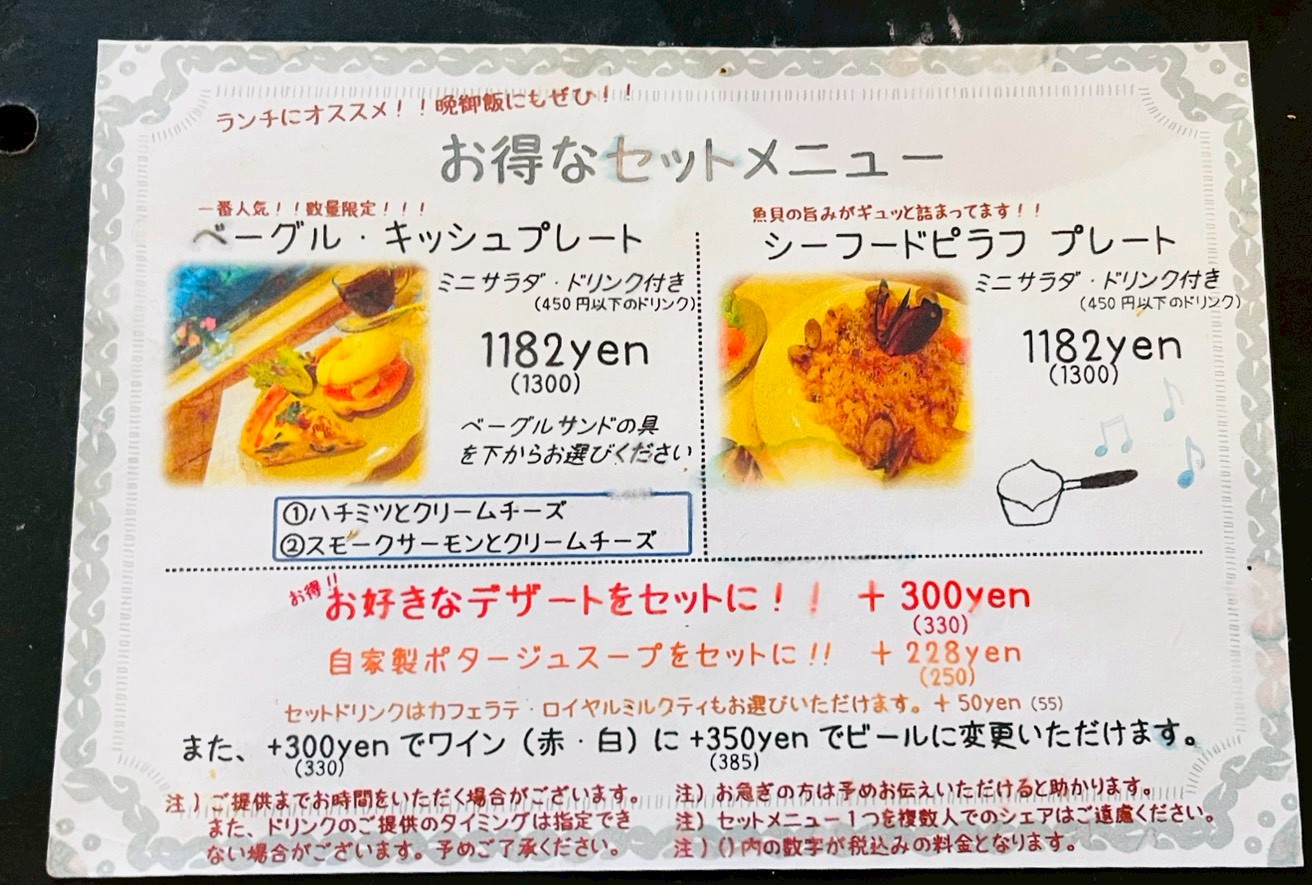 ランチにオススメ！！晩御飯にもぜひ！！
お得なセットメニュー
一番人気！！数量限定！！！
ベーグル・キッシュプレート
ミニサラダ・ドリンク付き
(450円以下のドリンク)
1182yen
(1300)
ベーグルサンドの具
を下からお選びください
①ハチミツとクリームチーズ
②スモークサーモンとクリームチーズ
魚貝の旨みがギュッと詰まってます！！
シーフードピラフ プレート
ミニサラダ・ドリンク付き
(450円以下のドリンク)
1182yen
(1300)
お得!!
お好きなデザートをセットに！！ ＋300yen
(330)
自家製ポタージュスープをセットに!! ＋228yen
(250)
セットドリンクはカフェラテ・ロイヤルミルクティもお選びいただけます。＋50yen (55)
また、+300yenでワイン（赤・白）に+350yenでビールに変更いただけます。
(330) (385)
注）ご提供までお時間をいただく場合がございます。
また、ドリンクのご提供のタイミングは指定でき
ない場合がございます。予めご了承ください。
注）お急ぎの方は予めお伝えいただけると助かります。
注）セットメニュー１つを複数人でのシェアはご遠慮ください。
注）()内の数字が税込みの料金となります。